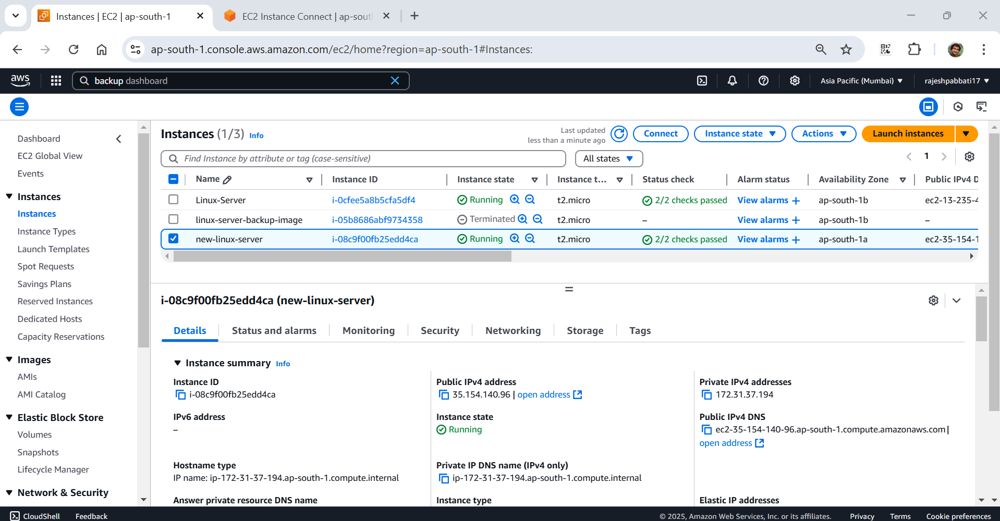 Instances | EC2 | ap-south-1
EC2 Instance Connect | ap-sout
ap-south-1.console.aws.amazon.com/ec2/home?region=ap-south-1#Instances:
aws
backup dashboard
Asia Pacific (Mumbai)
rajeshpabbati17
Dashboard
EC2 Global View
Events
Instances
Instances
Instance Types
Launch Templates
Spot Requests
Savings Plans
Reserved Instances
Dedicated Hosts
Capacity Reservations
Images
AMIs
AMI Catalog
Elastic Block Store
Volumes
Snapshots
Lifecycle Manager
Network & Security
Instances (1/3) Info
Last updated
less than a minute ago
Connect
Instance state
Actions
Launch instances
Find Instance by attribute or tag (case-sensitive)
All states
1
Name Instance ID Instance state Instance t... Status check Alarm status Availability Zone Public IPv4 D
Linux-Server i-0cfee5a8b5cfa5df4 Running t2.micro 2/2 checks passed View alarms + ap-south-1b ec2-13-235-4
linux-server-backup-image i-05b8686abf9734358 Terminated t2.micro – View alarms + ap-south-1b –
new-linux-server i-08c9f00fb25edd4ca Running t2.micro 2/2 checks passed View alarms + ap-south-1a ec2-35-154-1
i-08c9f00fb25edd4ca (new-linux-server)
Details Status and alarms Monitoring Security Networking Storage Tags
Instance summary Info
Instance ID
i-08c9f00fb25edd4ca
Public IPv4 address
35.154.140.96 | open address
Private IPv4 addresses
172.31.37.194
IPv6 address
–
Instance state
Running
Public IPv4 DNS
ec2-35-154-140-96.ap-south-1.compute.amazonaws.com |
open address
Hostname type
IP name: ip-172-31-37-194.ap-south-1.compute.internal
Private IP DNS name (IPv4 only)
ip-172-31-37-194.ap-south-1.compute.internal
Answer private resource DNS name
Instance type
Elastic IP addresses
CloudShell
Feedback
© 2025, Amazon Web Services, Inc. or its affiliates.
Privacy
Terms
Cookie preferences